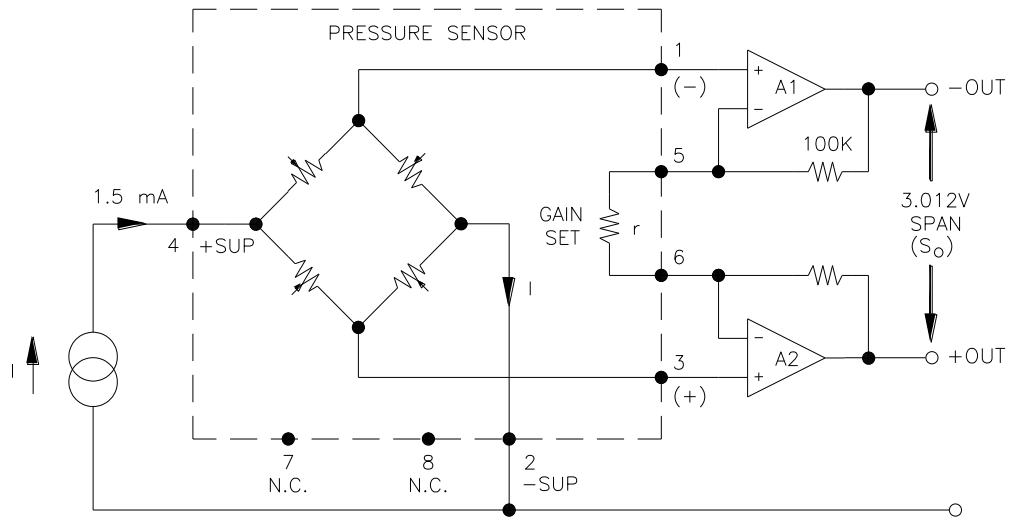 PRESSURE SENSOR
1
(-)
+
A1
-
-OUT
100K
5
1.5 mA
4
+SUP
GAIN
SET
r
3.012V
SPAN
(So)
6
I
I
-
A2
+
+OUT
3
(+)
7
N.C.
8
N.C.
2
-SUP